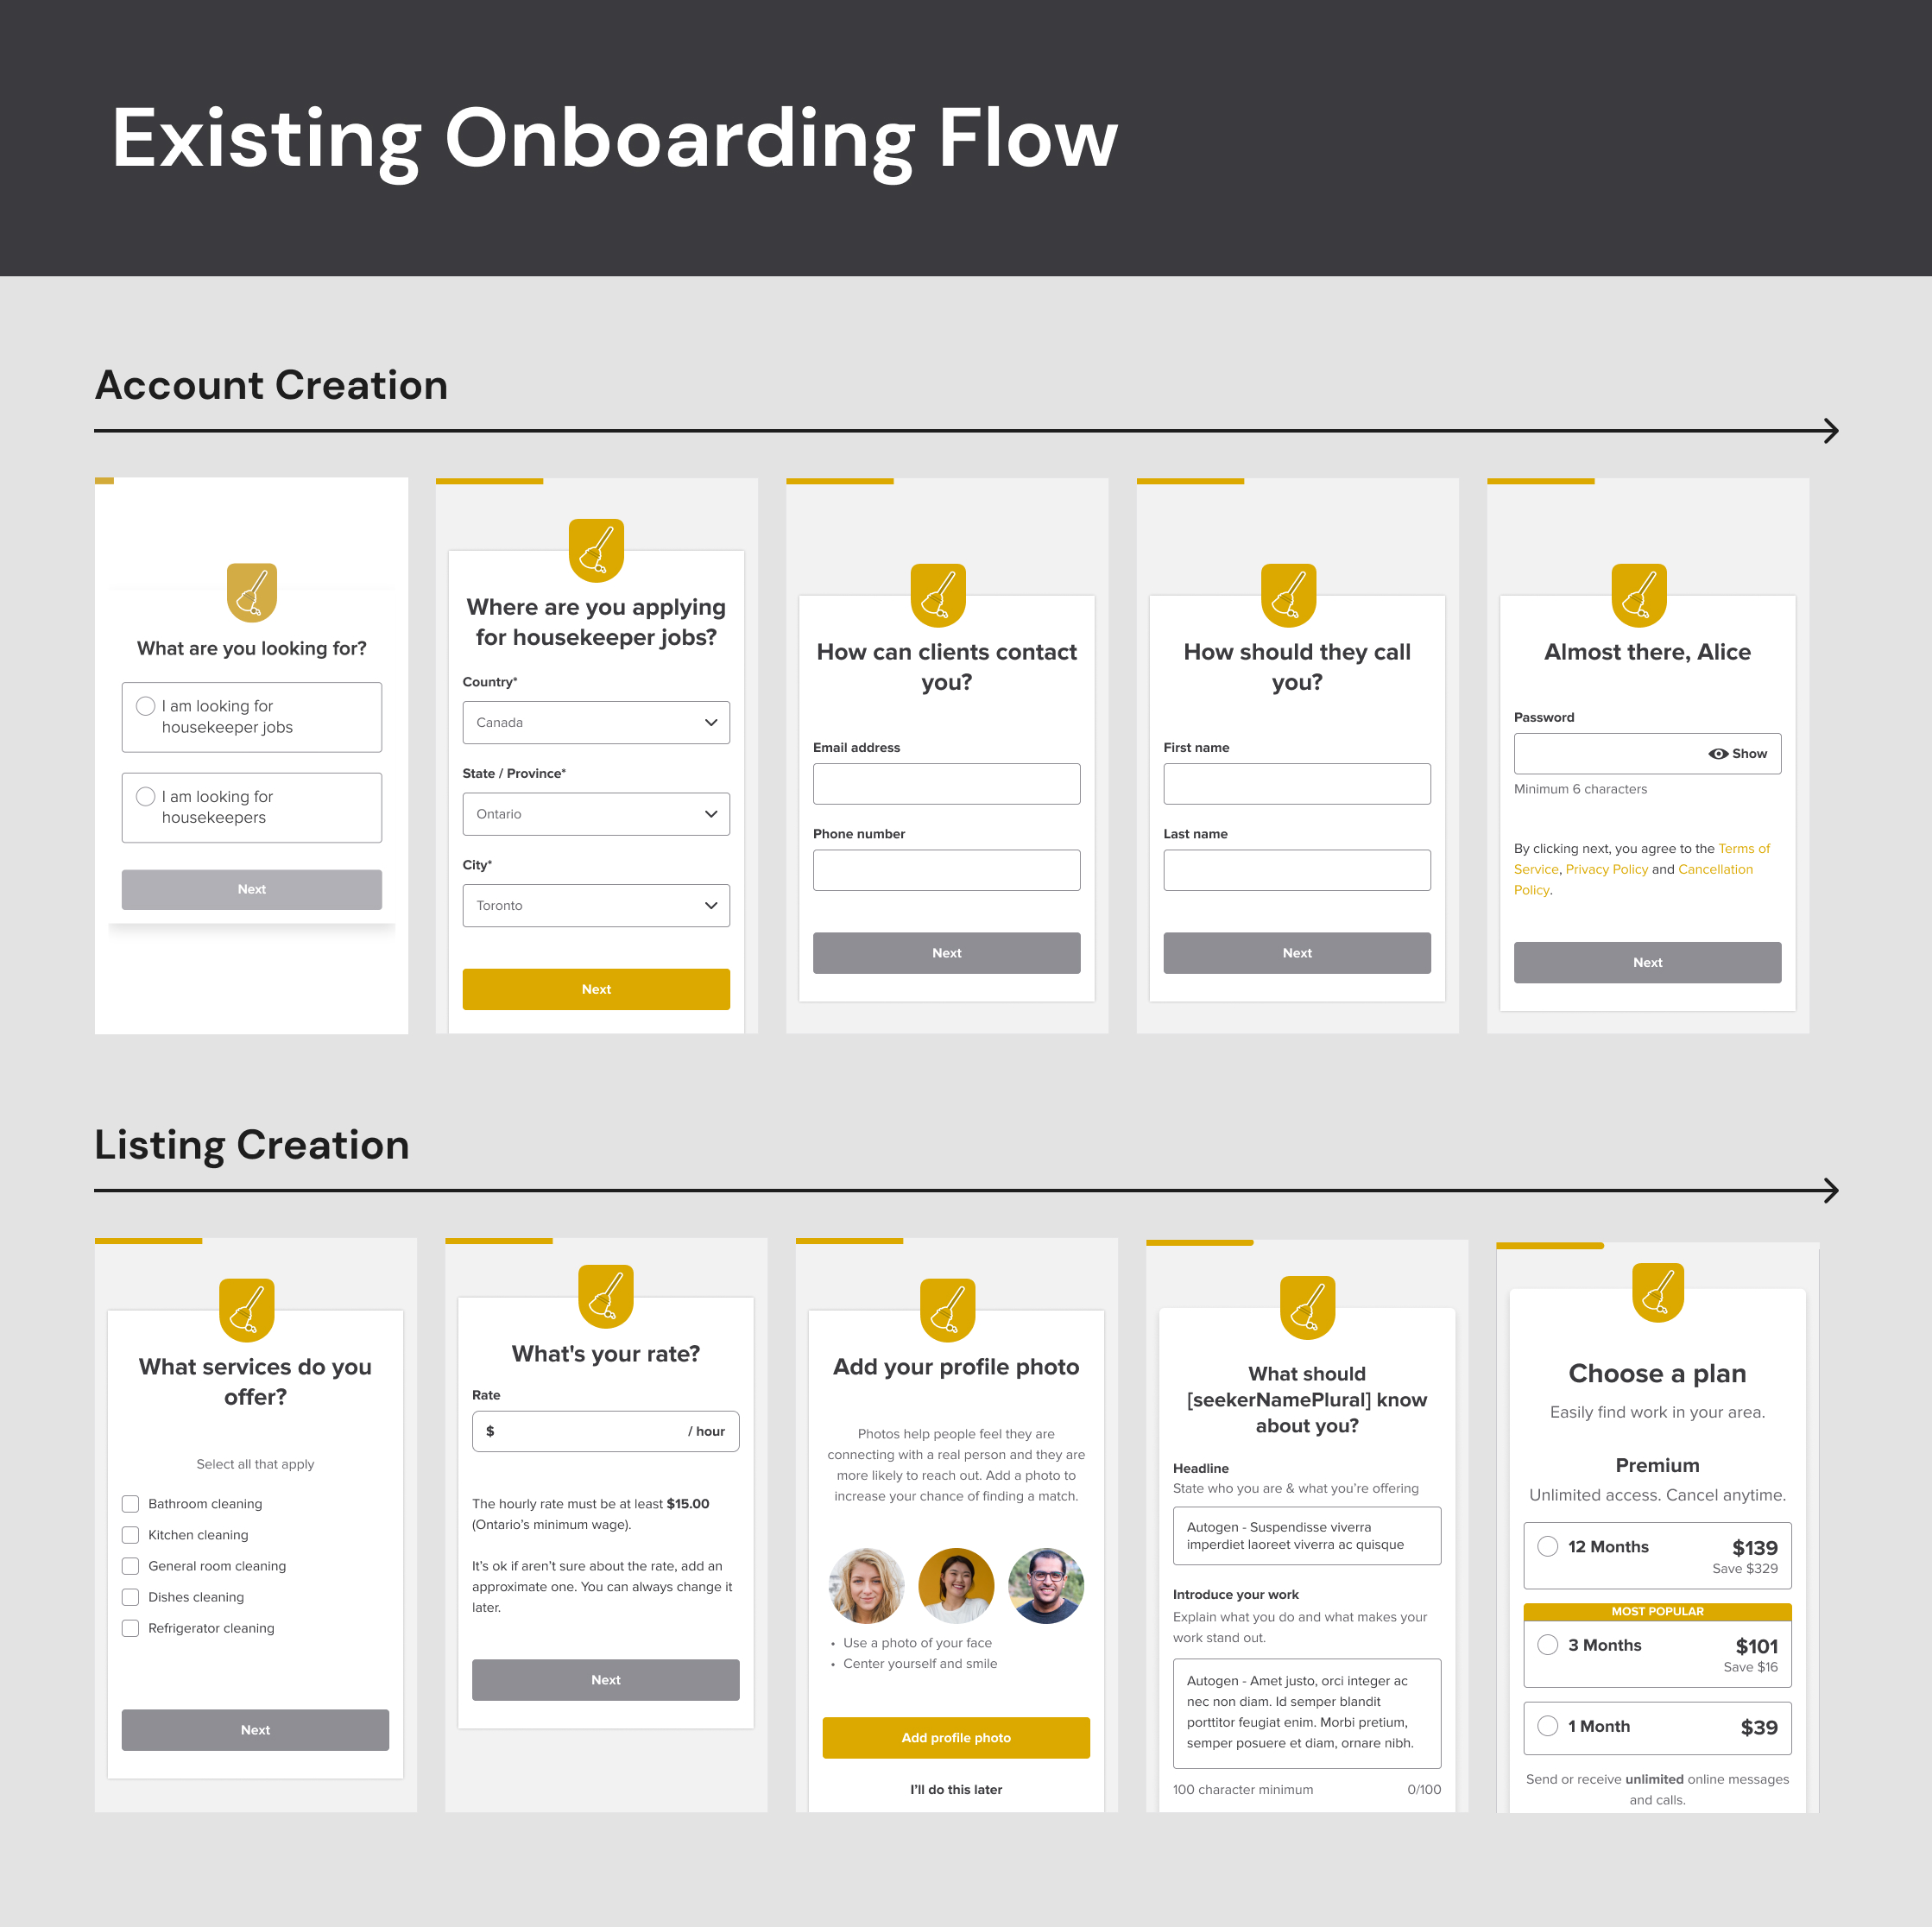 Existing Onboarding Flow
Account Creation
What are you looking for?
I am looking for
housekeeper jobs
I am looking for
housekeepers
Next
Where are you applying
for housekeeper jobs?
Country*
Canada
State / Province*
Ontario
City*
Toronto
Next
How can clients contact
you?
Email address
Phone number
Next
How should they call
you?
First name
Last name
Next
Almost there, Alice
Password
Show
Minimum 6 characters
By clicking next, you agree to the Terms of
Service, Privacy Policy and Cancellation
Policy.
Next
Listing Creation
What services do you
offer?
Select all that apply
Bathroom cleaning
Kitchen cleaning
General room cleaning
Dishes cleaning
Refrigerator cleaning
Next
What's your rate?
Rate
$ / hour
The hourly rate must be at least $15.00
(Ontario’s minimum wage).
It’s ok if aren’t sure about the rate, add an
approximate one. You can always change it
later.
Next
Add your profile photo
Photos help people feel they are
connecting with a real person and they are
more likely to reach out. Add a photo to
increase your chance of finding a match.
• Use a photo of your face
• Center yourself and smile
Add profile photo
I’ll do this later
What should
[seekerNamePlural] know
about you?
Headline
State who you are & what you’re offering
Autogen - Suspendisse viverra
imperdiet laoreet viverra ac quisque
Introduce your work
Explain what you do and what makes your
work stand out.
Autogen - Amet justo, orci integer ac
nec non diam. Id semper blandit
porttitor feugiat enim. Morbi pretium,
semper posuere et diam, ornare nibh.
100 character minimum 0/100
Choose a plan
Easily find work in your area.
Premium
Unlimited access. Cancel anytime.
12 Months $139
Save $329
MOST POPULAR
3 Months $101
Save $16
1 Month $39
Send or receive unlimited online messages
and calls.